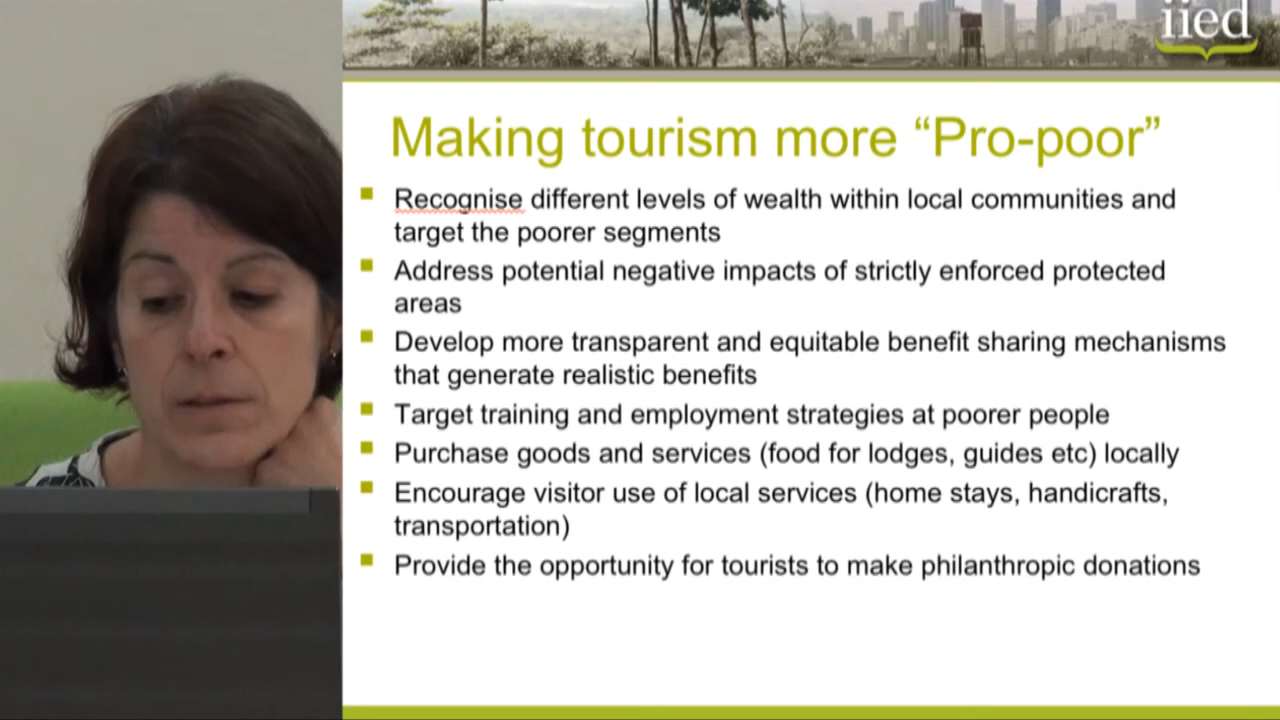 iied
Making tourism more “Pro-poor”
Recognise different levels of wealth within local communities and
target the poorer segments
Address potential negative impacts of strictly enforced protected
areas
Develop more transparent and equitable benefit sharing mechanisms
that generate realistic benefits
Target training and employment strategies at poorer people
Purchase goods and services (food for lodges, guides etc) locally
Encourage visitor use of local services (home stays, handicrafts,
transportation)
Provide the opportunity for tourists to make philanthropic donations